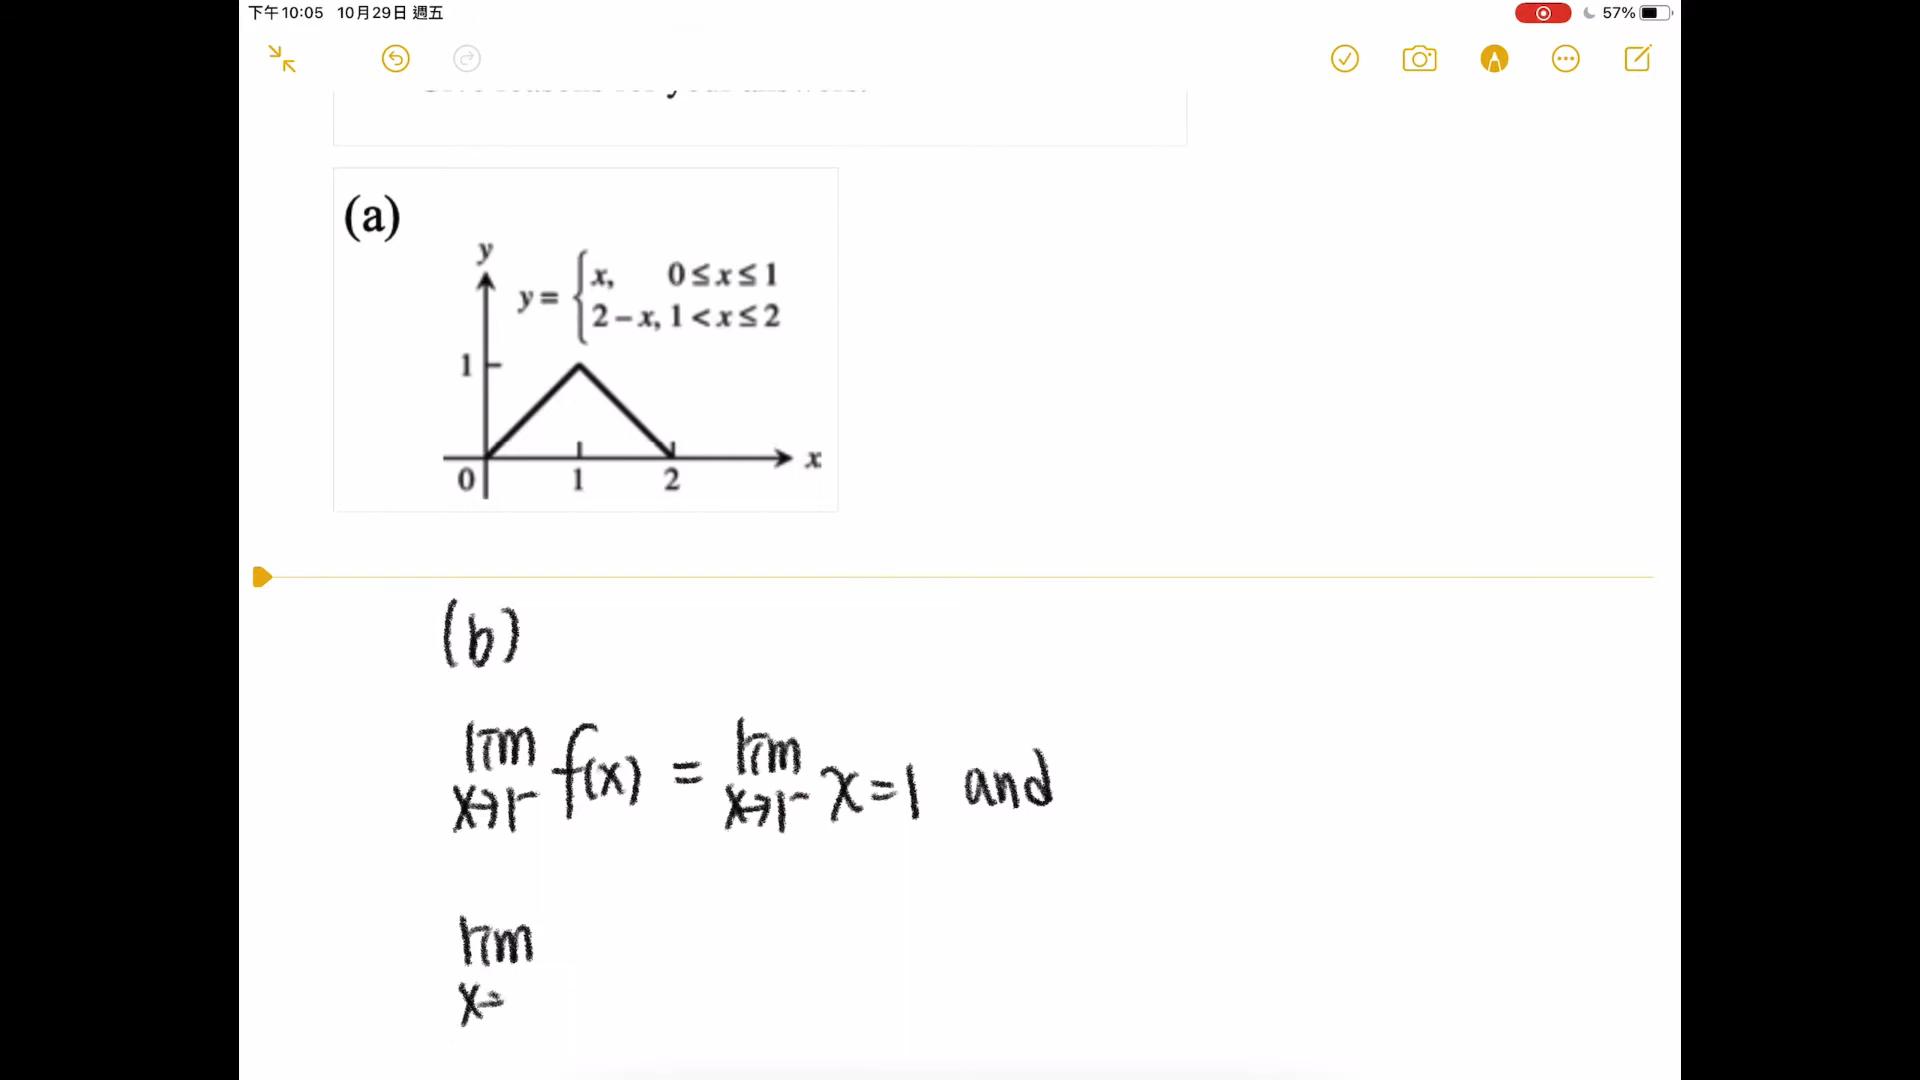 下午10:05 10月29日 週五
57%
(a)
y
y = { x, 0 ≤ x ≤ 1
2 – x, 1 < x ≤ 2
1
x
0 1 2
(b)
lim f(x) = lim x = 1 and
x→1⁻ x→1⁻
lim
x→